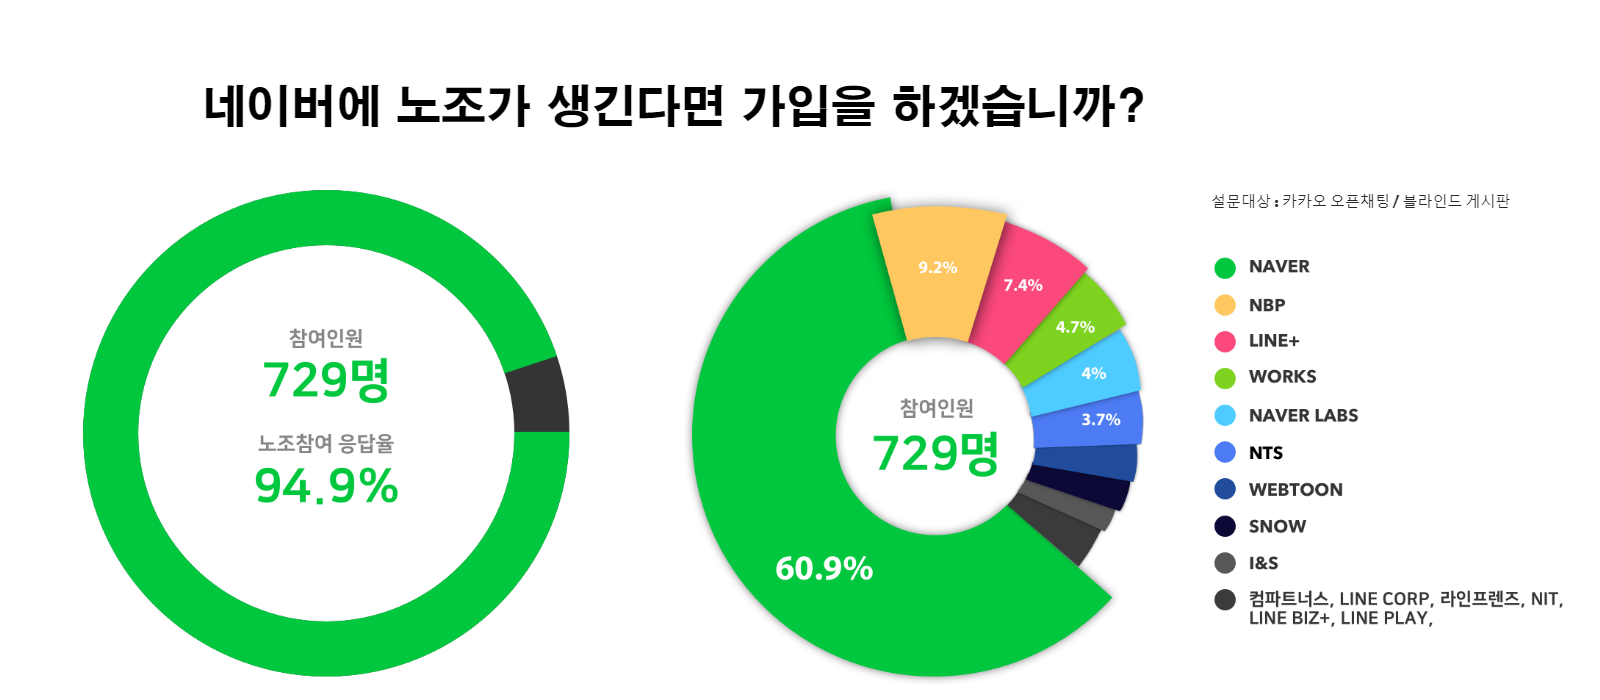 네이버에 노조가 생긴다면 가입을 하겠습니까?
참여인원
729명
노조참여 응답율
94.9%
9.2%
7.4%
4.7%
4%
3.7%
60.9%
참여인원
729명
설문대상 : 카카오 오픈채팅 / 블라인드 게시판
NAVER
NBP
LINE+
WORKS
NAVER LABS
NTS
WEBTOON
SNOW
I&S
컴파트너스, LINE CORP, 라인프렌즈, NIT,
LINE BIZ+, LINE PLAY,